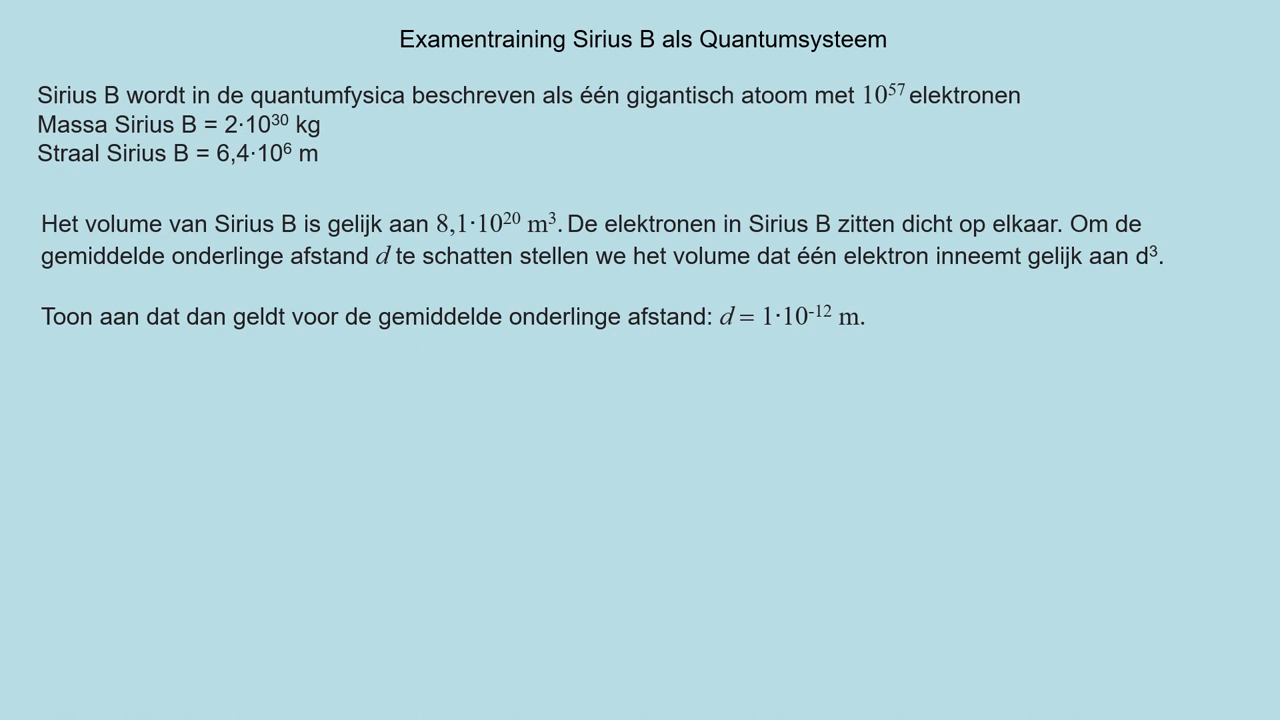 Examentraining Sirius B als Quantumsysteem
Sirius B wordt in de quantumfysica beschreven als één gigantisch atoom met 10⁵⁷ elektronen
Massa Sirius B = 2·10³⁰ kg
Straal Sirius B = 6,4·10⁶ m
Het volume van Sirius B is gelijk aan 8,1·10²⁰ m³. De elektronen in Sirius B zitten dicht op elkaar. Om de
gemiddelde onderlinge afstand d te schatten stellen we het volume dat één elektron inneemt gelijk aan d³.
Toon aan dat dan geldt voor de gemiddelde onderlinge afstand: d = 1·10⁻¹² m.